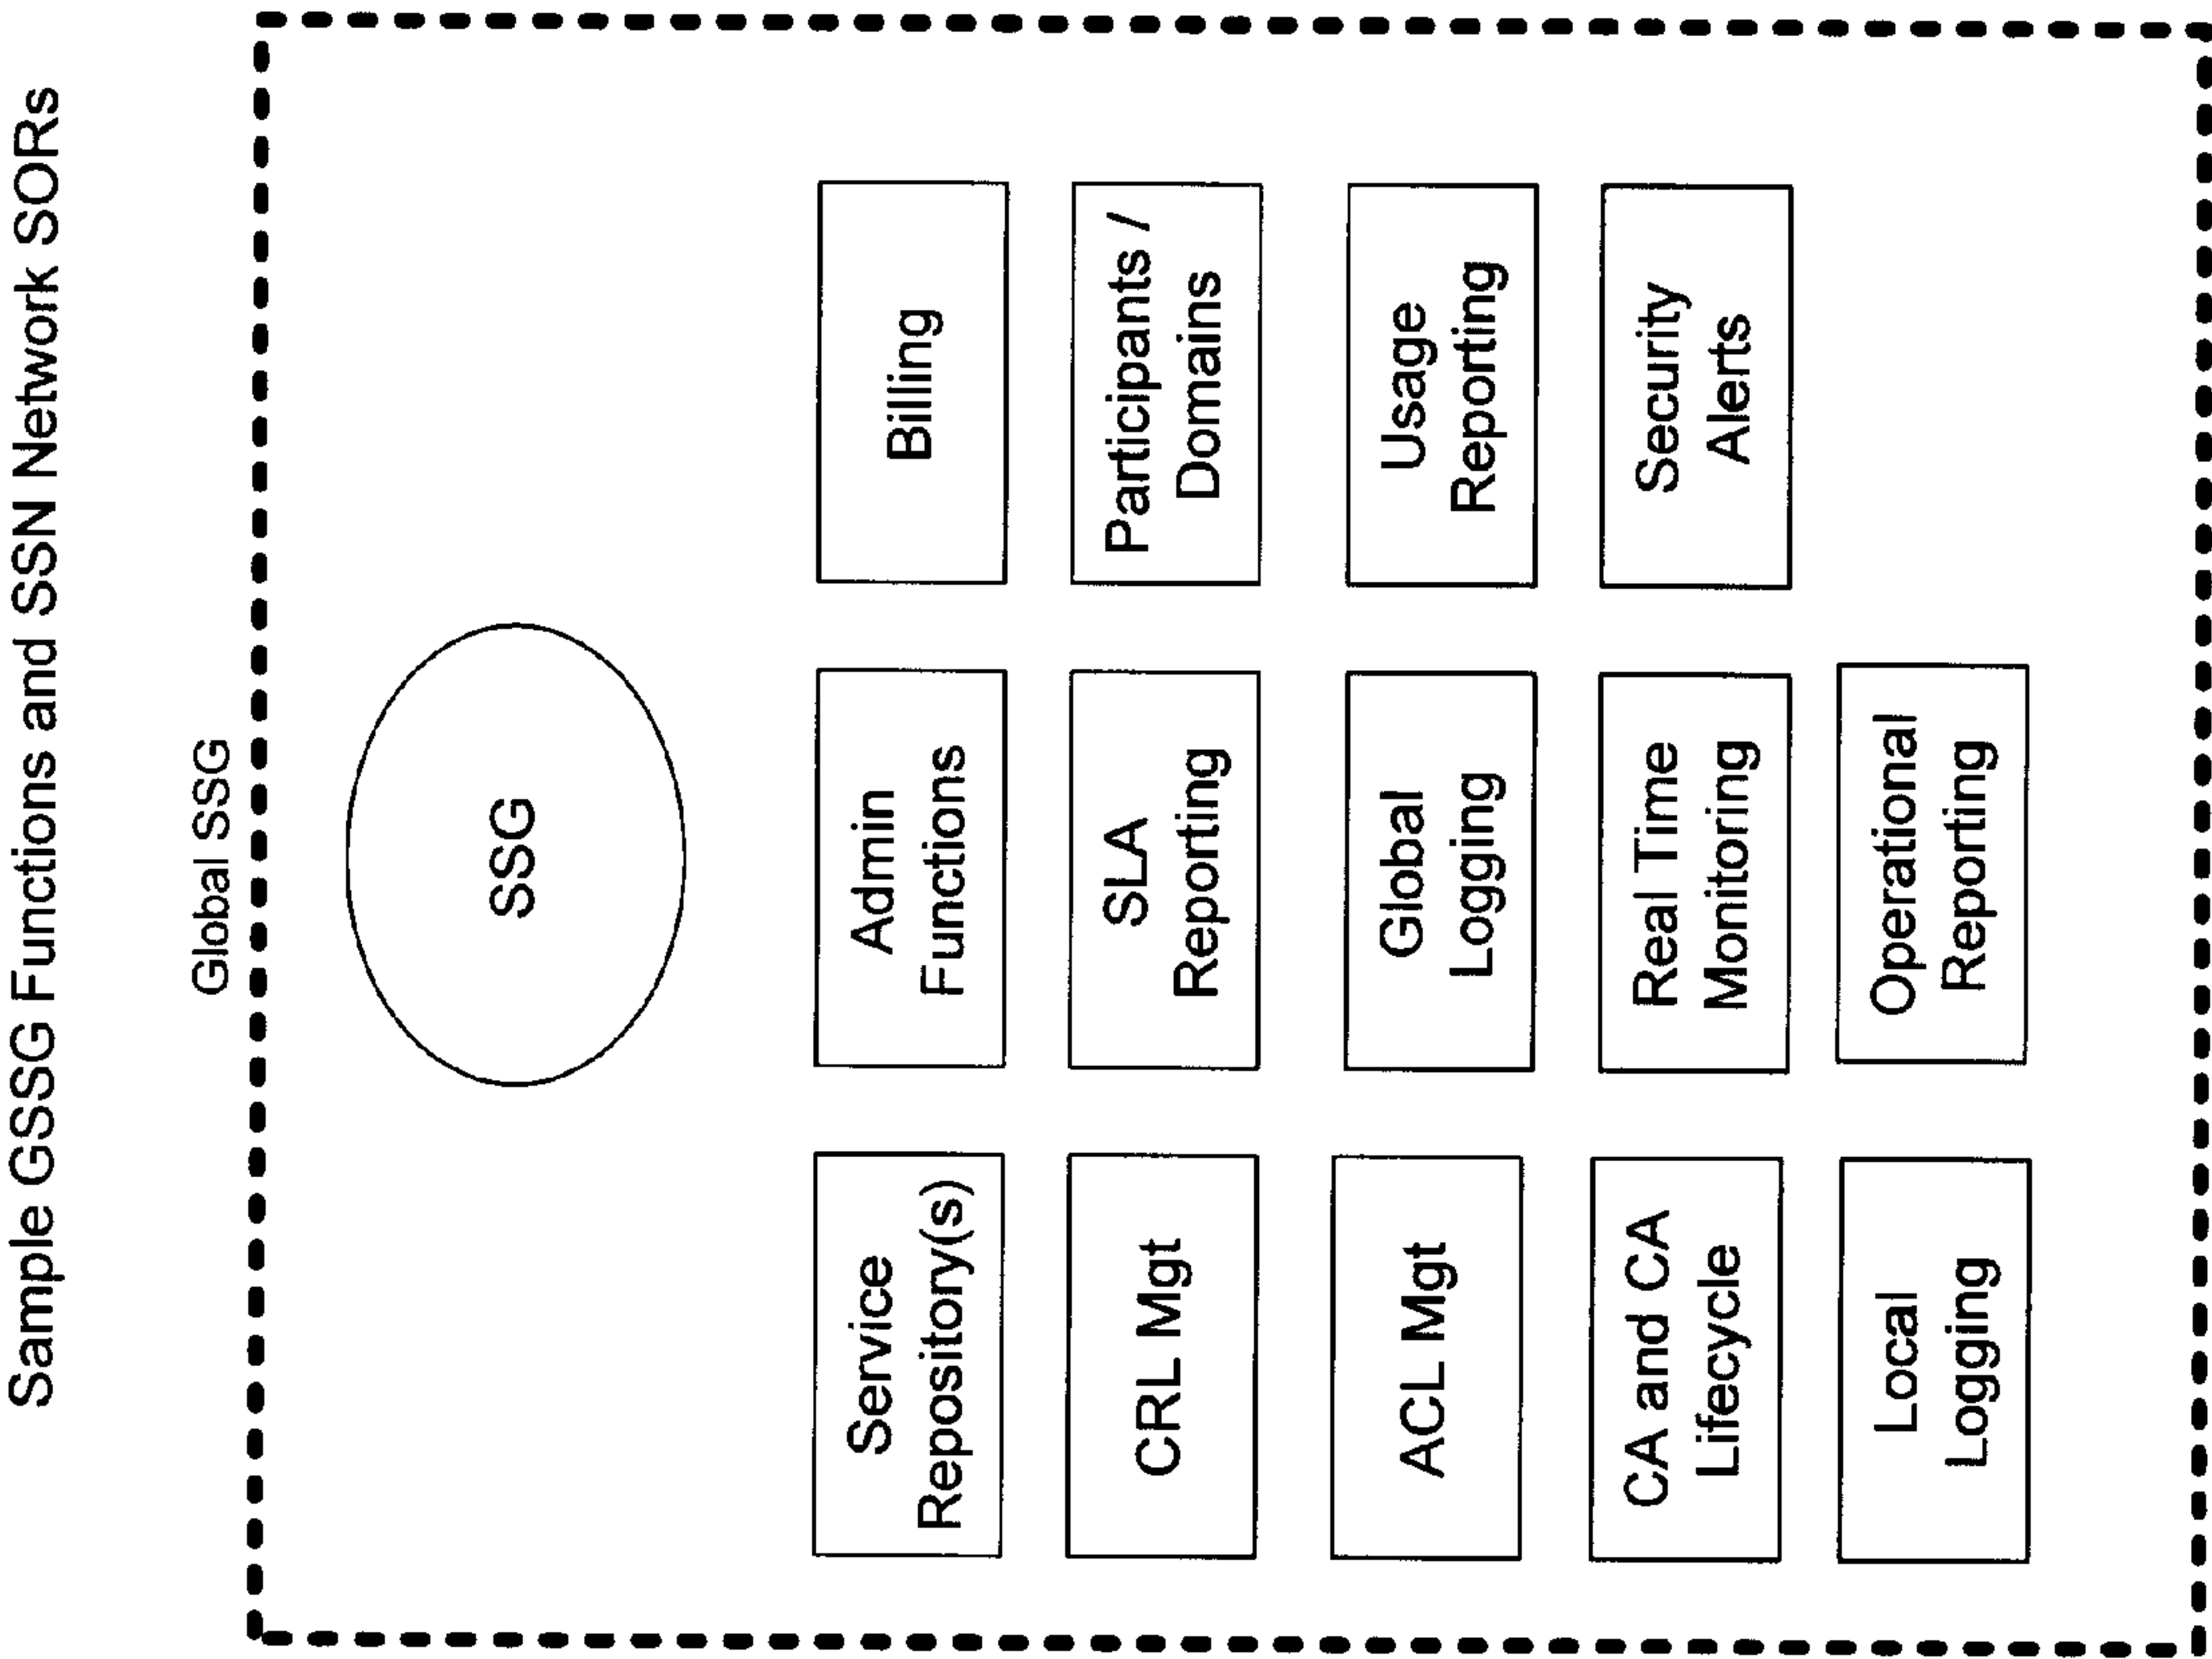 Sample GSSG Functions and SSN Network SORs
Global SSG
SSG
Service
Repository(s)
Admin
Functions
Billing
CRL Mgt
SLA
Reporting
Participants /
Domains
ACL Mgt
Global
Logging
Usage
Reporting
CA and CA
Lifecycle
Real Time
Monitoring
Security
Alerts
Local
Logging
Operational
Reporting